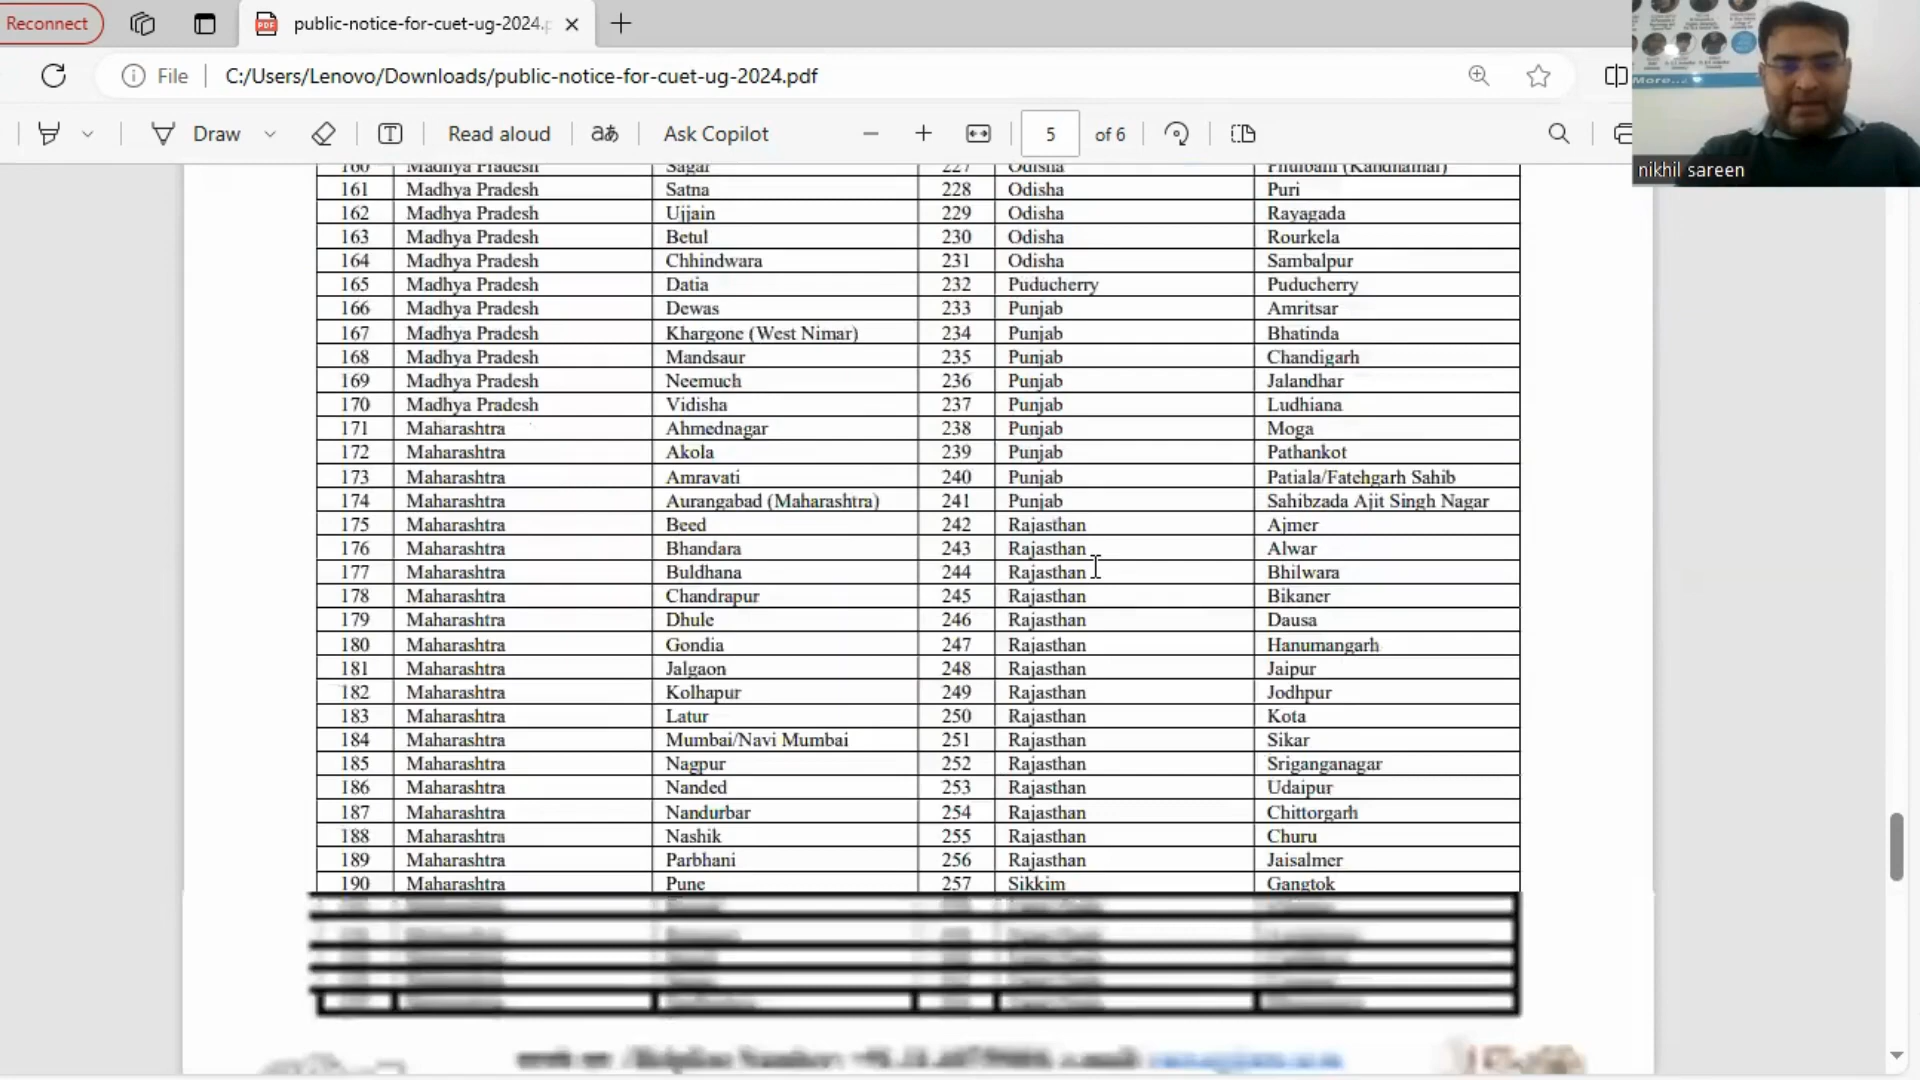 Reconnect
public-notice-for-cuet-ug-2024.p
File C:/Users/Lenovo/Downloads/public-notice-for-cuet-ug-2024.pdf
More...
Draw Read aloud aあ Ask Copilot 5 of 6
nikhil sareen
160 Madhya Pradesh Sagar 227 Odisha Phulbani (Kandhamal)
161 Madhya Pradesh Satna 228 Odisha Puri
162 Madhya Pradesh Ujjain 229 Odisha Rayagada
163 Madhya Pradesh Betul 230 Odisha Rourkela
164 Madhya Pradesh Chhindwara 231 Odisha Sambalpur
165 Madhya Pradesh Datia 232 Puducherry Puducherry
166 Madhya Pradesh Dewas 233 Punjab Amritsar
167 Madhya Pradesh Khargone (West Nimar) 234 Punjab Bhatinda
168 Madhya Pradesh Mandsaur 235 Punjab Chandigarh
169 Madhya Pradesh Neemuch 236 Punjab Jalandhar
170 Madhya Pradesh Vidisha 237 Punjab Ludhiana
171 Maharashtra Ahmednagar 238 Punjab Moga
172 Maharashtra Akola 239 Punjab Pathankot
173 Maharashtra Amravati 240 Punjab Patiala/Fatehgarh Sahib
174 Maharashtra Aurangabad (Maharashtra) 241 Punjab Sahibzada Ajit Singh Nagar
175 Maharashtra Beed 242 Rajasthan Ajmer
176 Maharashtra Bhandara 243 Rajasthan Alwar
177 Maharashtra Buldhana 244 Rajasthan Bhilwara
178 Maharashtra Chandrapur 245 Rajasthan Bikaner
179 Maharashtra Dhule 246 Rajasthan Dausa
180 Maharashtra Gondia 247 Rajasthan Hanumangarh
181 Maharashtra Jalgaon 248 Rajasthan Jaipur
182 Maharashtra Kolhapur 249 Rajasthan Jodhpur
183 Maharashtra Latur 250 Rajasthan Kota
184 Maharashtra Mumbai/Navi Mumbai 251 Rajasthan Sikar
185 Maharashtra Nagpur 252 Rajasthan Sriganganagar
186 Maharashtra Nanded 253 Rajasthan Udaipur
187 Maharashtra Nandurbar 254 Rajasthan Chittorgarh
188 Maharashtra Nashik 255 Rajasthan Churu
189 Maharashtra Parbhani 256 Rajasthan Jaisalmer
190 Maharashtra Pune 257 Sikkim Gangtok